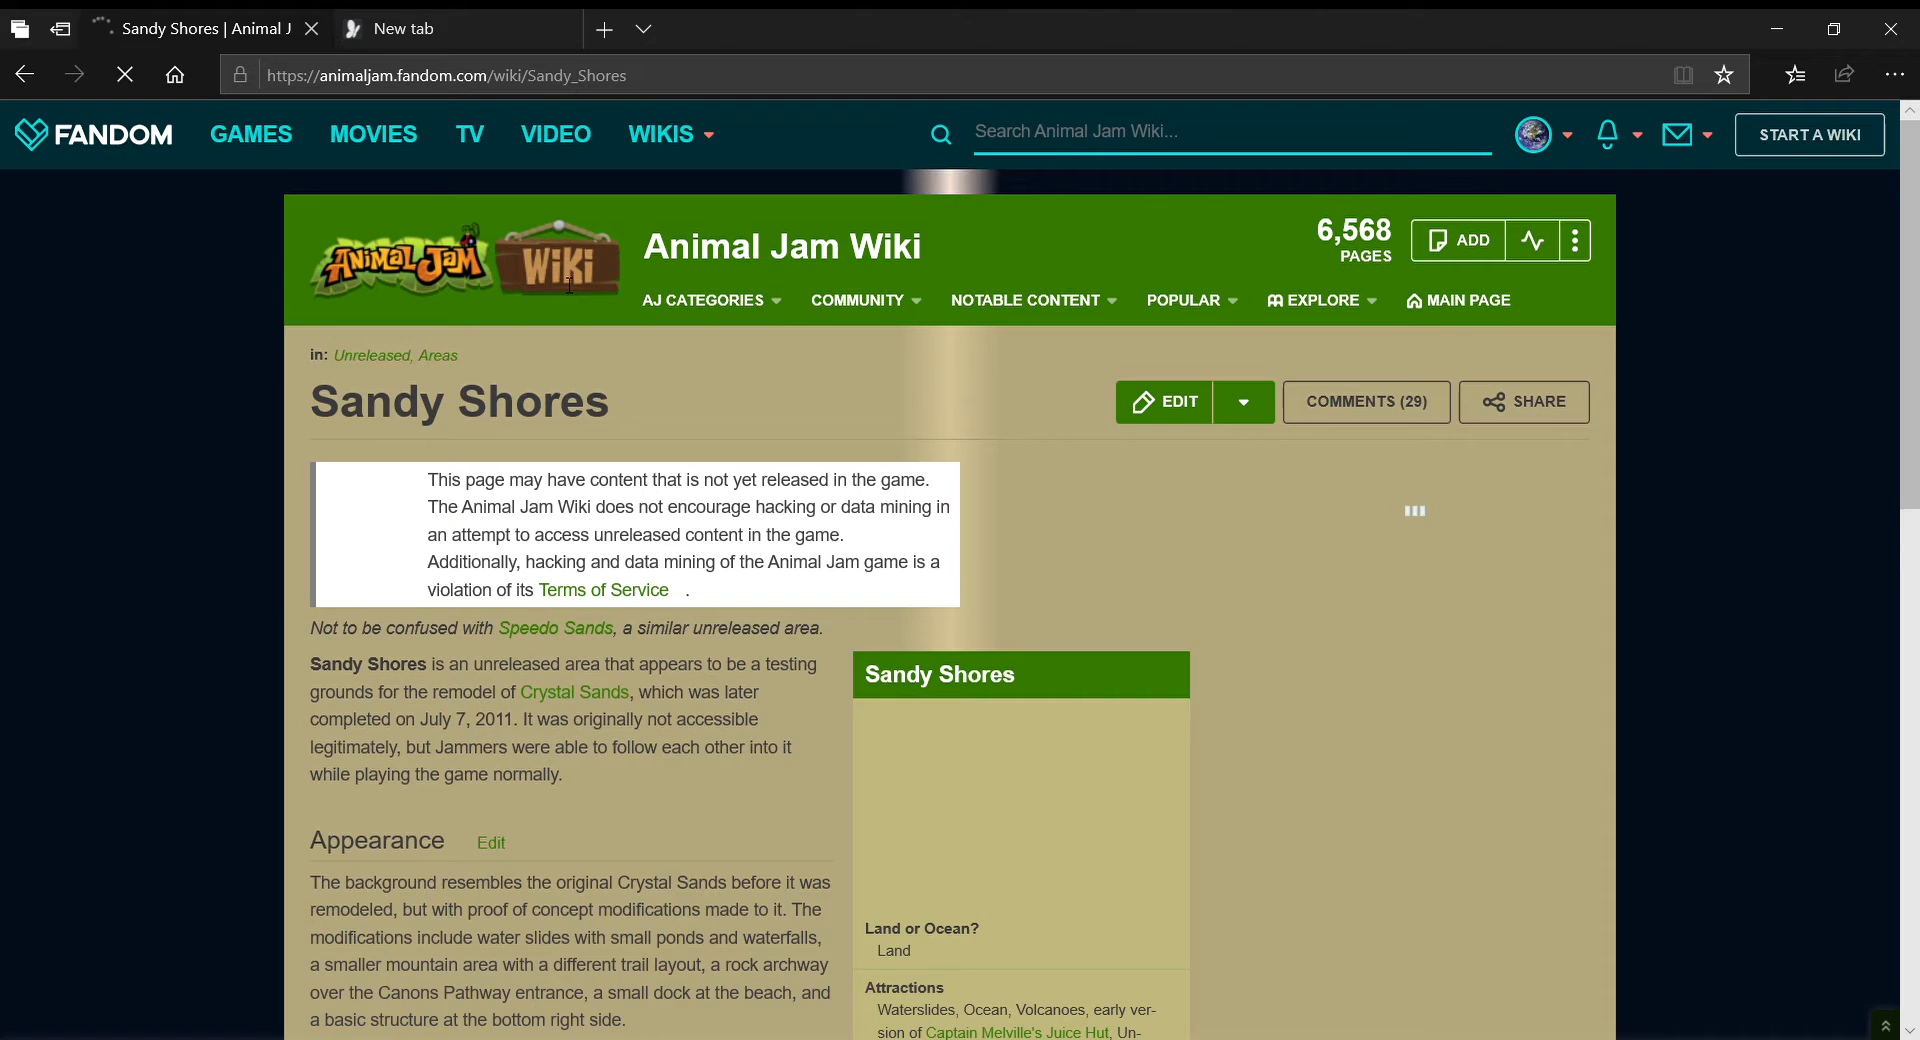 Sandy Shores | Animal J
New tab
https://animaljam.fandom.com/wiki/Sandy_Shores
FANDOM GAMES MOVIES TV VIDEO WIKIS Search Animal Jam Wiki... START A WIKI
ANIMAL JAM WiKi
Animal Jam Wiki
6,568
PAGES
ADD
AJ CATEGORIES COMMUNITY NOTABLE CONTENT POPULAR EXPLORE MAIN PAGE
in: Unreleased, Areas
Sandy Shores
EDIT COMMENTS (29) SHARE
This page may have content that is not yet released in the game.
The Animal Jam Wiki does not encourage hacking or data mining in
an attempt to access unreleased content in the game.
Additionally, hacking and data mining of the Animal Jam game is a
violation of its Terms of Service .
Not to be confused with Speedo Sands, a similar unreleased area.
Sandy Shores is an unreleased area that appears to be a testing
grounds for the remodel of Crystal Sands, which was later
completed on July 7, 2011. It was originally not accessible
legitimately, but Jammers were able to follow each other into it
while playing the game normally.
Appearance Edit
The background resembles the original Crystal Sands before it was
remodeled, but with proof of concept modifications made to it. The
modifications include water slides with small ponds and waterfalls,
a smaller mountain area with a different trail layout, a rock archway
over the Canons Pathway entrance, a small dock at the beach, and
a basic structure at the bottom right side.
Sandy Shores
Land or Ocean?
Land
Attractions
Waterslides, Ocean, Volcanoes, early ver-
sion of Captain Melville's Juice Hut, Un-